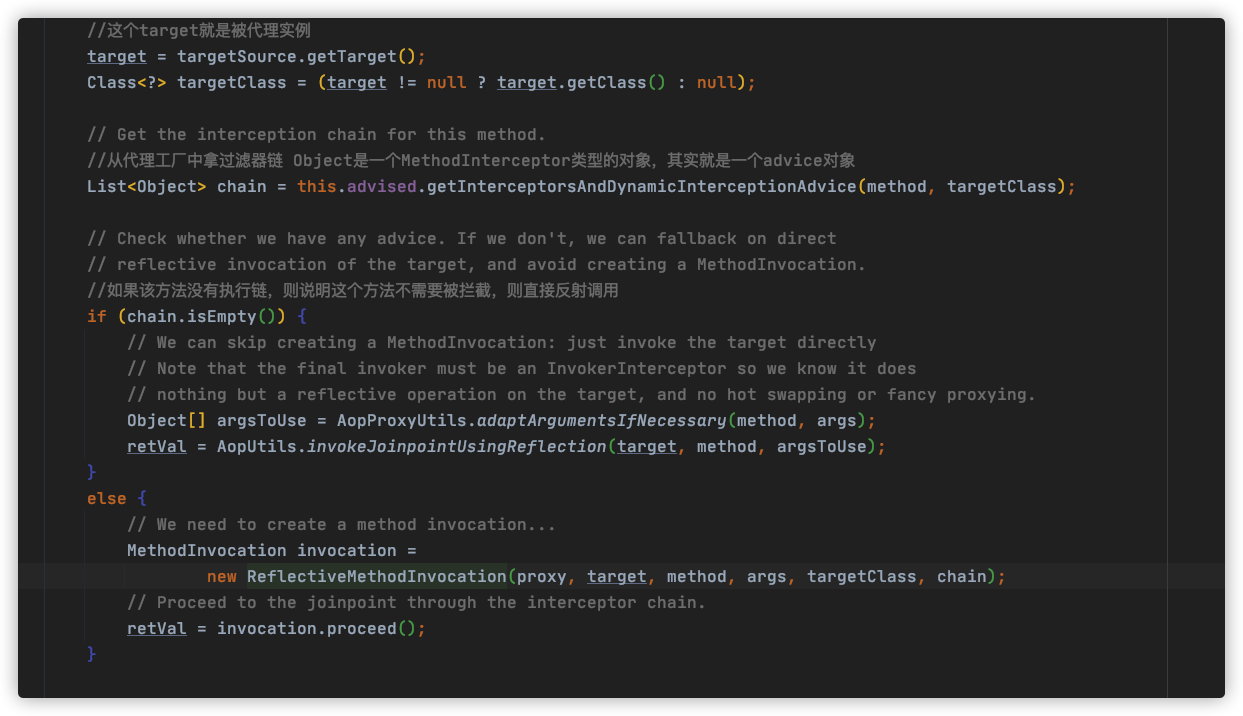 //这个target就是被代理实例
target = targetSource.getTarget();
Class<?> targetClass = (target != null ? target.getClass() : null);
// Get the interception chain for this method.
//从代理工厂中拿过滤器链 Object是一个MethodInterceptor类型的对象，其实就是一个advice对象
List<Object> chain = this.advised.getInterceptorsAndDynamicInterceptionAdvice(method, targetClass);
// Check whether we have any advice. If we don't, we can fallback on direct
// reflective invocation of the target, and avoid creating a MethodInvocation.
//如果该方法没有执行链，则说明这个方法不需要被拦截，则直接反射调用
if (chain.isEmpty()) {
// We can skip creating a MethodInvocation: just invoke the target directly
// Note that the final invoker must be an InvokerInterceptor so we know it does
// nothing but a reflective operation on the target, and no hot swapping or fancy proxying.
Object[] argsToUse = AopProxyUtils.adaptArgumentsIfNecessary(method, args);
retVal = AopUtils.invokeJoinpointUsingReflection(target, method, argsToUse);
}
else {
// We need to create a method invocation...
MethodInvocation invocation =
new ReflectiveMethodInvocation(proxy, target, method, args, targetClass, chain);
// Proceed to the joinpoint through the interceptor chain.
retVal = invocation.proceed();
}